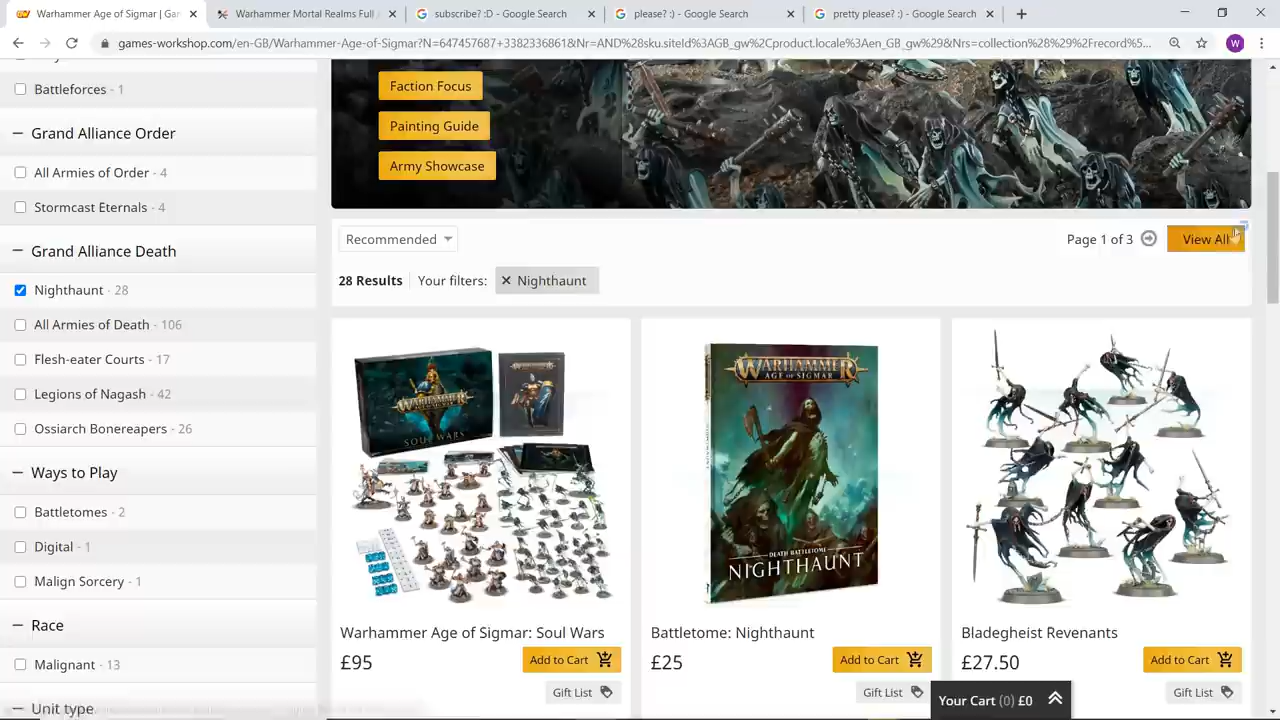 Warhammer Age of Sigmar | Gan
Warhammer Mortal Realms Full
subscribe? :D - Google Search
please? :) - Google Search
pretty please? :) - Google Search
games-workshop.com/en-GB/Warhammer-Age-of-Sigmar?N=647457687+3382336861&Nr=AND%28sku.siteId%3AGB_gw%2Cproduct.locale%3Aen_GB_gw%29&Nrs=collection%28%29%2Frecord%5...
W
Battleforces - 1
Grand Alliance Order
All Armies of Order - 4
Stormcast Eternals - 4
Grand Alliance Death
Nighthaunt - 28
All Armies of Death - 106
Flesh-eater Courts - 17
Legions of Nagash - 42
Ossiarch Bonereapers - 26
Ways to Play
Battletomes - 2
Digital - 1
Malign Sorcery - 1
Race
Malignant - 13
Unit type
Faction Focus
Painting Guide
Army Showcase
Recommended
Page 1 of 3
View All
28 Results
Your filters:
Nighthaunt
WARHAMMER
AGE OF SIGMAR
SOUL WARS
WARHAMMER
WARHAMMER
AGE OF SIGMAR
DEATH BATTLETOME
NIGHTHAUNT
Warhammer Age of Sigmar: Soul Wars
£95
Add to Cart
Gift List
Battletome: Nighthaunt
£25
Add to Cart
Gift List
Bladegheist Revenants
£27.50
Add to Cart
Gift List
Your Cart (0) £0